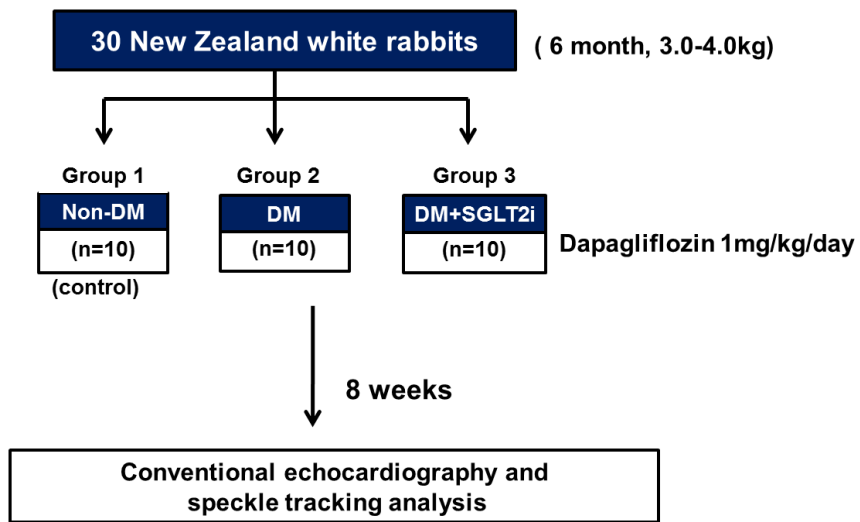 30 New Zealand white rabbits
( 6 month, 3.0-4.0kg)
Group 1
Group 2
Group 3
Non-DM
DM
DM+SGLT2i
(n=10)
(n=10)
(n=10)
Dapagliflozin 1mg/kg/day
(control)
8 weeks
Conventional echocardiography and
speckle tracking analysis